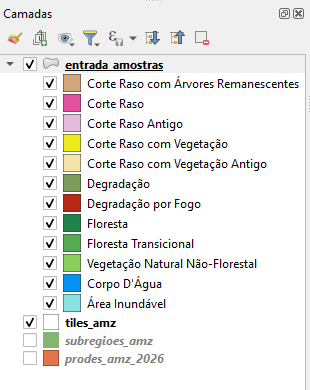 Camadas
entrada_amostras
Corte Raso com Árvores Remanescentes
Corte Raso
Corte Raso Antigo
Corte Raso com Vegetação
Corte Raso com Vegetação Antigo
Degradação
Degradação por Fogo
Floresta
Floresta Transicional
Vegetação Natural Não-Florestal
Corpo D'Água
Área Inundável
tiles_amz
subregioes_amz
prodes_amz_2026